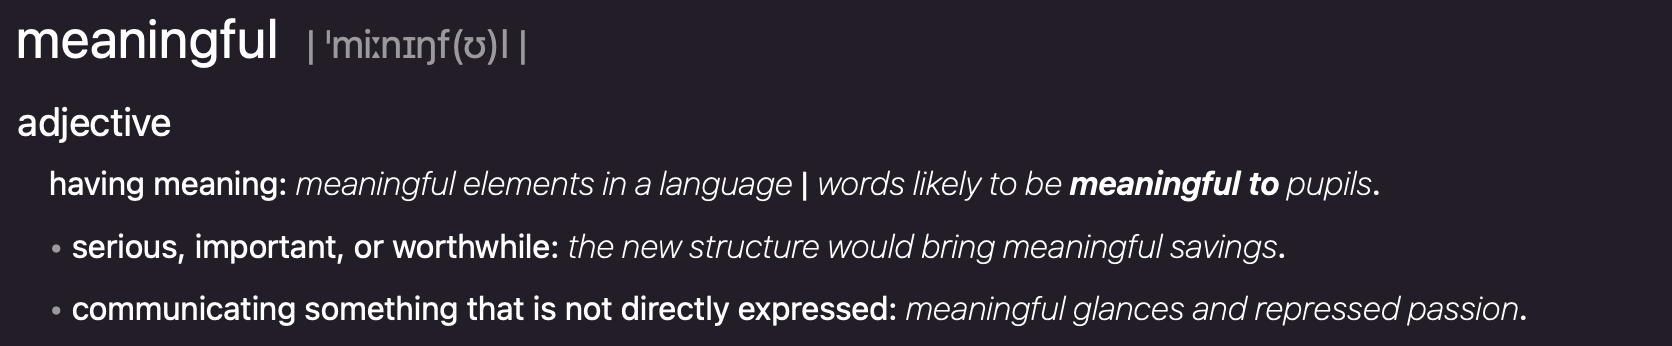 meaningful | ˈmiːnɪŋf(ʊ)l |
adjective
having meaning: meaningful elements in a language | words likely to be meaningful to pupils.
• serious, important, or worthwhile: the new structure would bring meaningful savings.
• communicating something that is not directly expressed: meaningful glances and repressed passion.